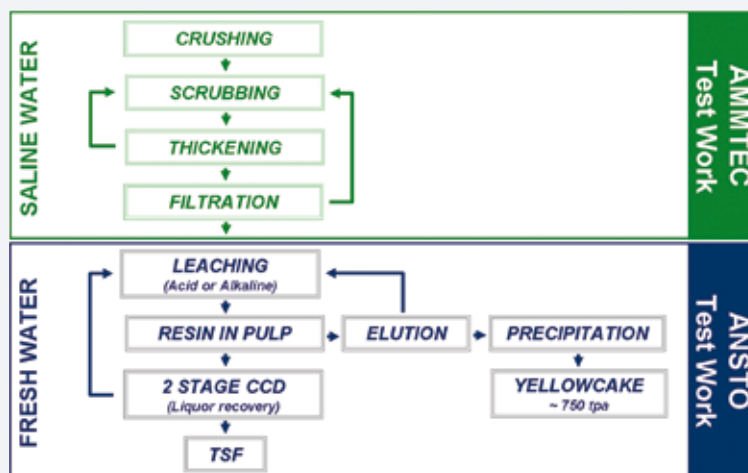 SALINE WATER
CRUSHING
SCRUBBING
THICKENING
FILTRATION
AMMTEC
Test Work
FRESH WATER
LEACHING
(Acid or Alkaline)
RESIN IN PULP
ELUTION
PRECIPITATION
2 STAGE CCD
(Liquor recovery)
YELLOWCAKE
~ 750 tpa
TSF
ANSTO
Test Work